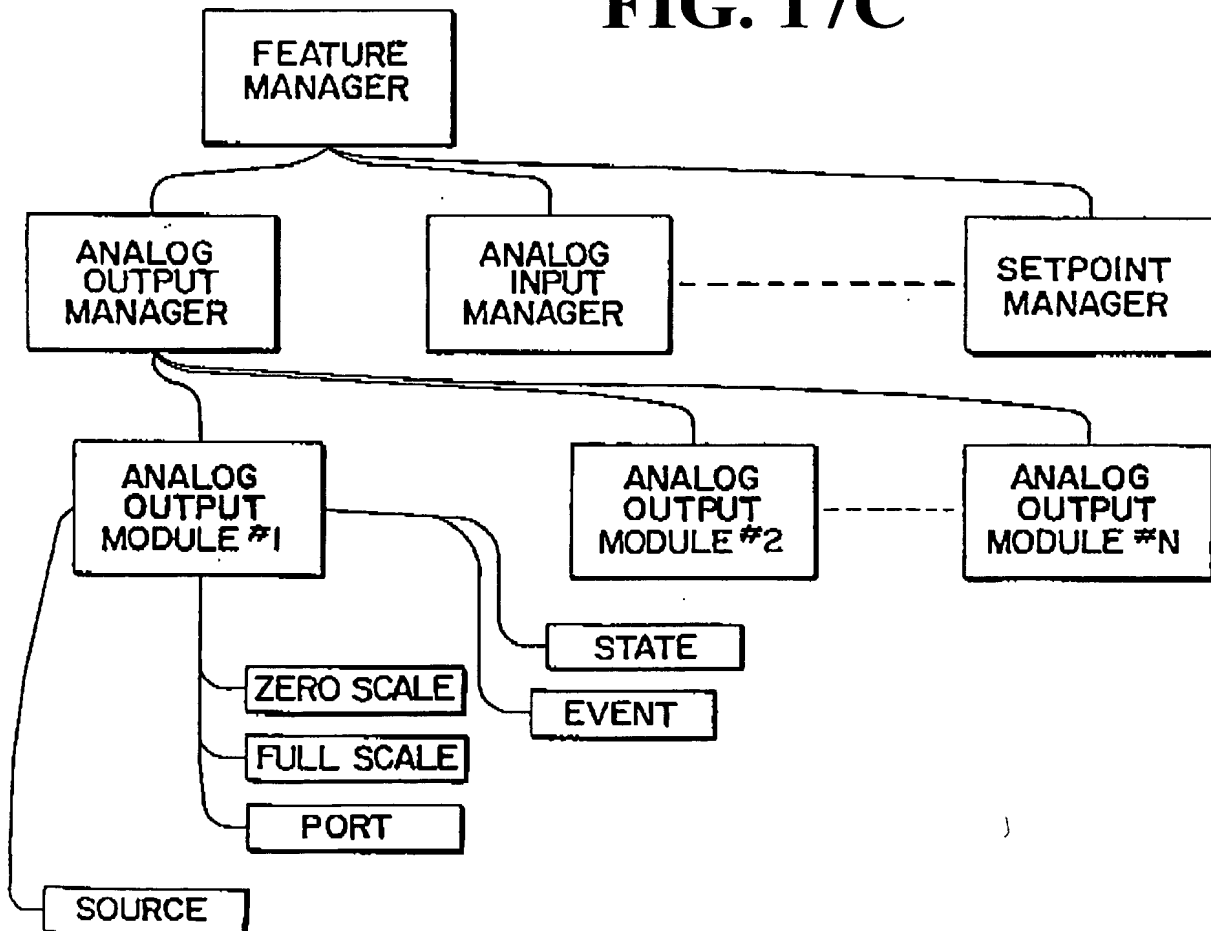 FIG. 17C
FEATURE
MANAGER
ANALOG
OUTPUT
MANAGER
ANALOG
INPUT
MANAGER
SETPOINT
MANAGER
ANALOG
OUTPUT
MODULE #1
ANALOG
OUTPUT
MODULE #2
ANALOG
OUTPUT
MODULE #N
STATE
ZERO SCALE
EVENT
FULL SCALE
PORT
SOURCE